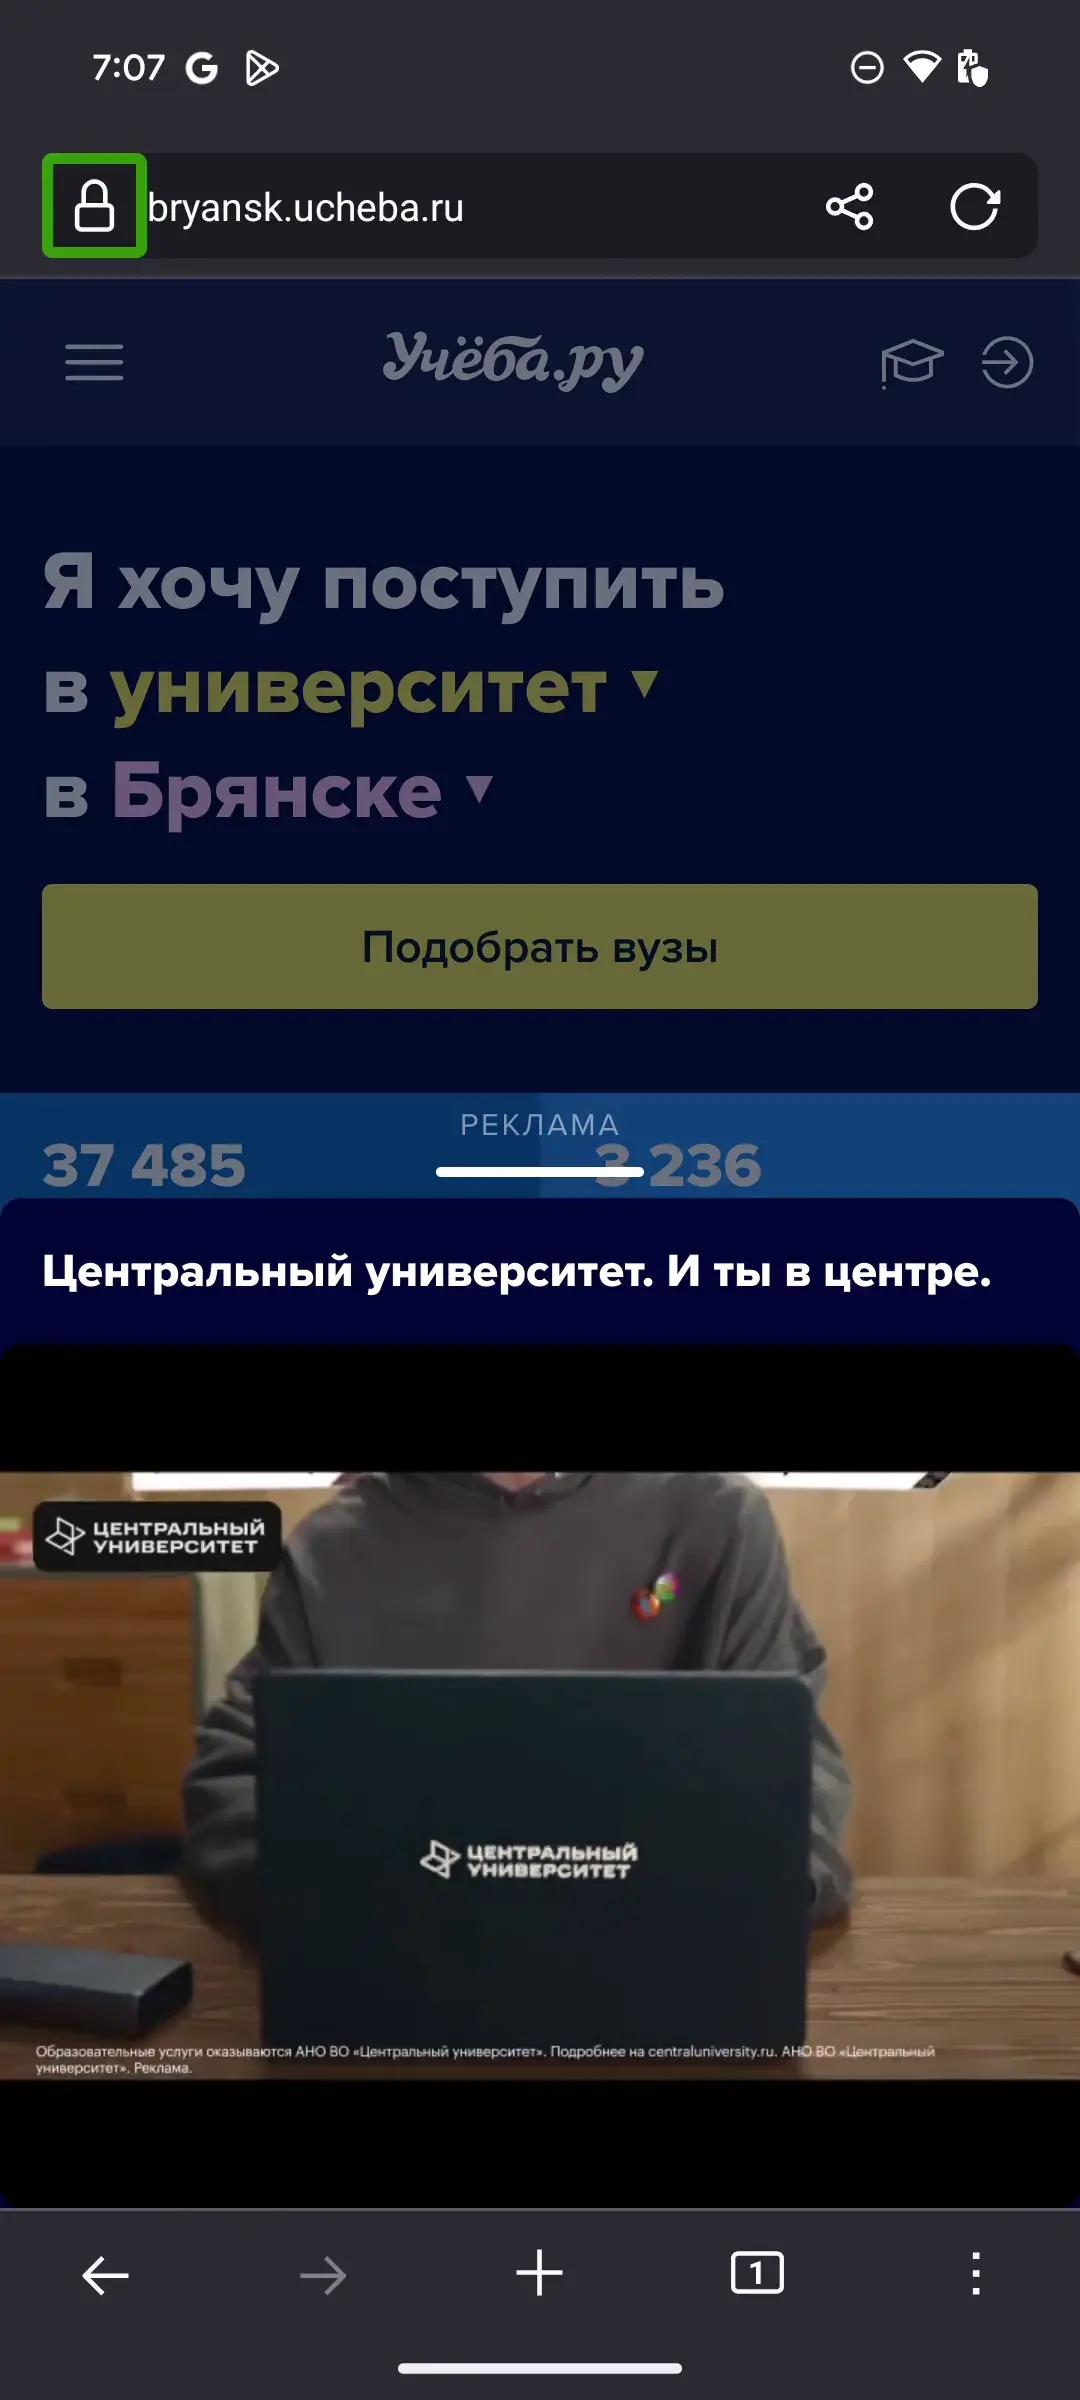 7:07
bryansk.ucheba.ru
Учёба.ру
Я хочу поступить
в университет
в Брянске
Подобрать вузы
РЕКЛАМА
37 485
3 236
Центральный университет. И ты в центре.
ЦЕНТРАЛЬНЫЙ
УНИВЕРСИТЕТ
ЦЕНТРАЛЬНЫЙ
УНИВЕРСИТЕТ
Образовательные услуги оказываются АНО ВО «Центральный университет». Подробнее на centraluniversity.ru. АНО ВО «Центральный
университет». Реклама.
1